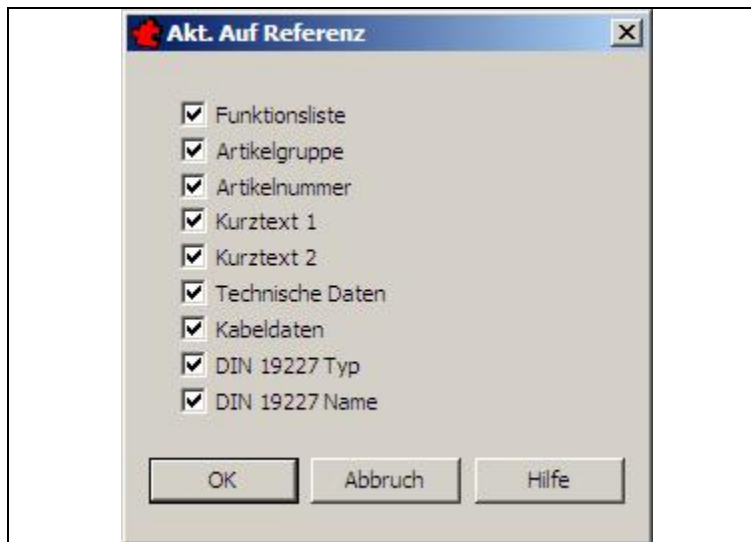 Akt. Auf Referenz
Funktionsliste
Artikelgruppe
Artikelnummer
Kurztext 1
Kurztext 2
Technische Daten
Kabeldaten
DIN 19227 Typ
DIN 19227 Name
OK Abbruch Hilfe